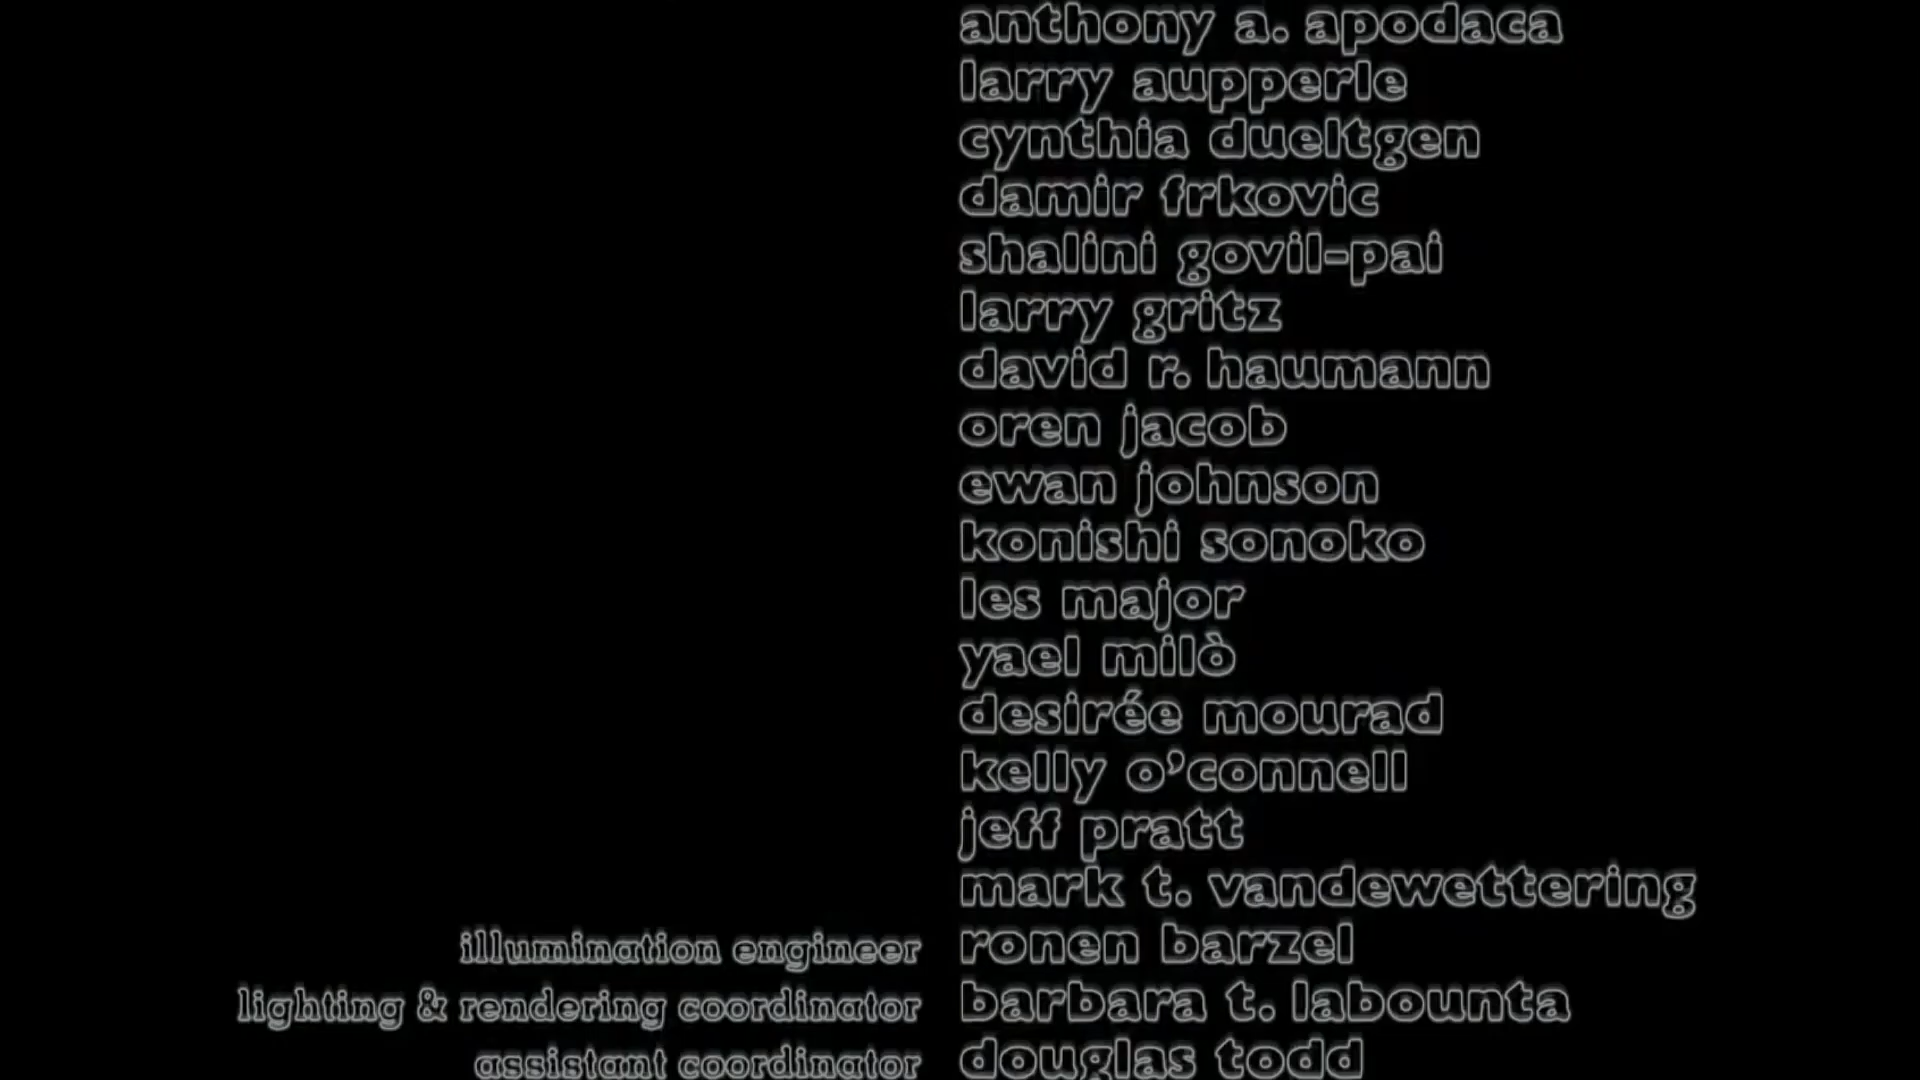 anthony a. apodaca
larry aupperle
cynthia dueltgen
damir frkovic
shalini govil-pai
larry gritz
david r. haumann
oren jacob
ewan johnson
konishi sonoko
les major
yael milò
desirée mourad
kelly o’connell
jeff pratt
mark t. vandewettering
illumination engineer ronen barzel
lighting & rendering coordinator barbara t. labounta
assistant coordinator douglas todd